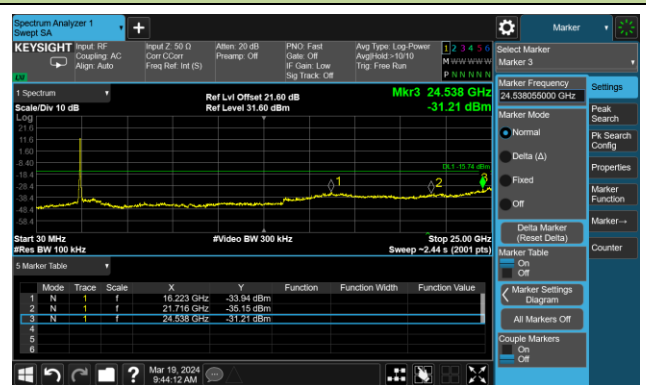 Spectrum Analyzer 1
Swept SA
Marker
KEYSIGHT
Input: RF
Coupling: AC
Align: Auto
Input Z: 50 Ω
Corr CCorr
Freq Ref: Int (S)
Atten: 20 dB
Preamp: Off
PNO: Fast
Gate: Off
IF Gain: Low
Sig Track: Off
Avg Type: Log-Power
Avg|Hold:>10/10
Trig: Free Run
1 2 3 4 5 6
M W W W W W
P N N N N N
Select Marker
Marker 3
1 Spectrum
Scale/Div 10 dB
Ref Lvl Offset 21.60 dB
Ref Level 31.60 dBm
Mkr3 24.538 GHz
-31.21 dBm
Log
21.6
11.6
1.60
-8.40
-18.4
-28.4
-38.4
-48.4
-58.4
DL1 -15.74 dBm
1
2
3
Start 30 MHz
#Res BW 100 kHz
#Video BW 300 kHz
Stop 25.00 GHz
Sweep ~2.44 s (2001 pts)
5 Marker Table
Mode Trace Scale X Y Function Function Width Function Value
1 N 1 f 16.223 GHz -33.94 dBm
2 N 1 f 21.716 GHz -35.15 dBm
3 N 1 f 24.538 GHz -31.21 dBm
4
5
6
Marker Frequency
24.538055000 GHz
Marker Mode
Normal
Delta (Δ)
Fixed
Off
Delta Marker
(Reset Delta)
Marker Table
On
Off
Marker Settings
Diagram
All Markers Off
Couple Markers
On
Off
Settings
Peak
Search
Pk Search
Config
Properties
Marker
Function
Marker→
Counter
?
Mar 19, 2024
9:44:12 AM